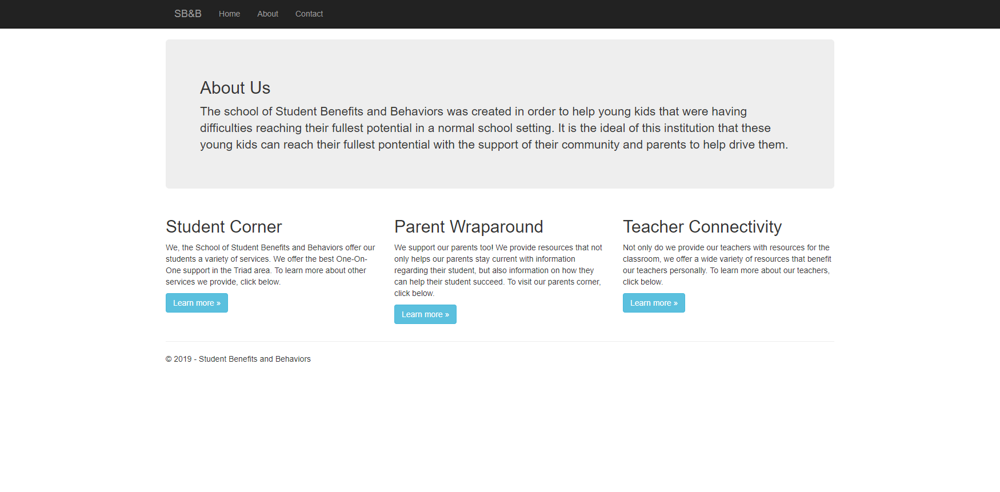 SB&B Home About Contact
About Us
The school of Student Benefits and Behaviors was created in order to help young kids that were having
difficulties reaching their fullest potential in a normal school setting. It is the ideal of this institution that these
young kids can reach their fullest pontential with the support of their community and parents to help drive them.
Student Corner
We, the School of Student Benefits and Behaviors offer our
students a variety of services. We offer the best One-On-
One support in the Triad area. To learn more about other
services we provide, click below.
Learn more »
Parent Wraparound
We support our parents too! We provide resources that not
only helps our parents stay current with information
regarding their student, but also information on how they
can help their student succeed. To visit our parents corner,
click below.
Learn more »
Teacher Connectivity
Not only do we provide our teachers with resources for the
classroom, we offer a wide variety of resources that benefit
our teachers personally. To learn more about our teachers,
click below.
Learn more »
© 2019 - Student Benefits and Behaviors